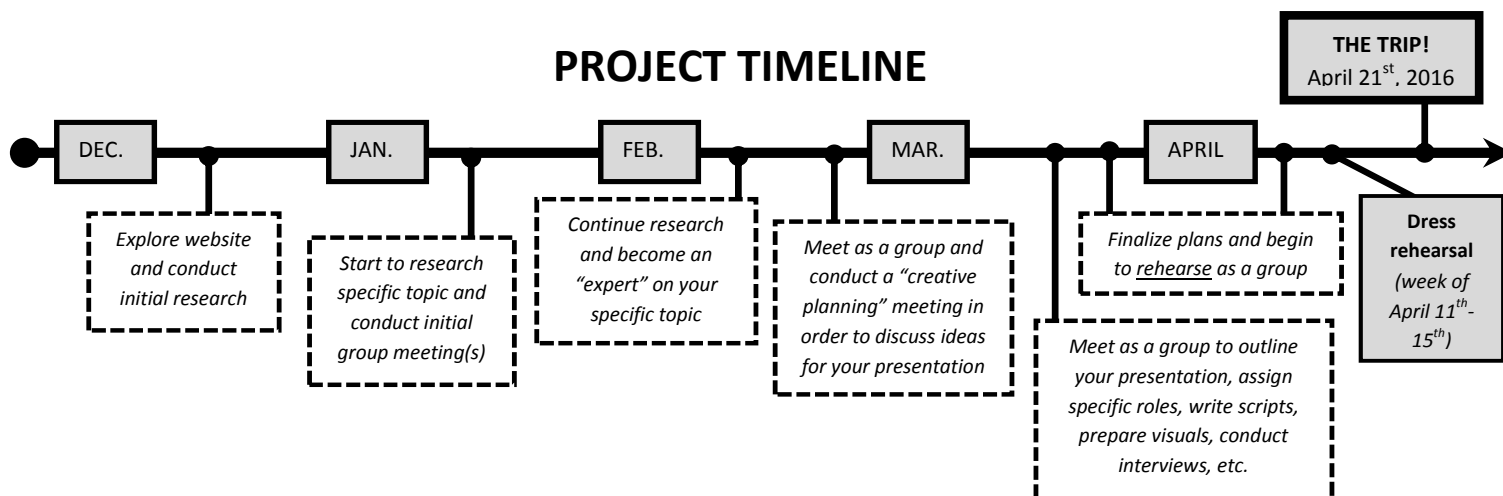 PROJECT TIMELINE
THE TRIP!
April 21st, 2016
DEC.
JAN.
FEB.
MAR.
APRIL
Explore website
and conduct
initial research
Start to research
specific topic and
conduct initial
group meeting(s)
Continue research
and become an
“expert” on your
specific topic
Meet as a group and
conduct a “creative
planning” meeting in
order to discuss ideas
for your presentation
Meet as a group to outline
your presentation, assign
specific roles, write scripts,
prepare visuals, conduct
interviews, etc.
Finalize plans and begin
to rehearse as a group
Dress
rehearsal
(week of
April 11th-
15th)